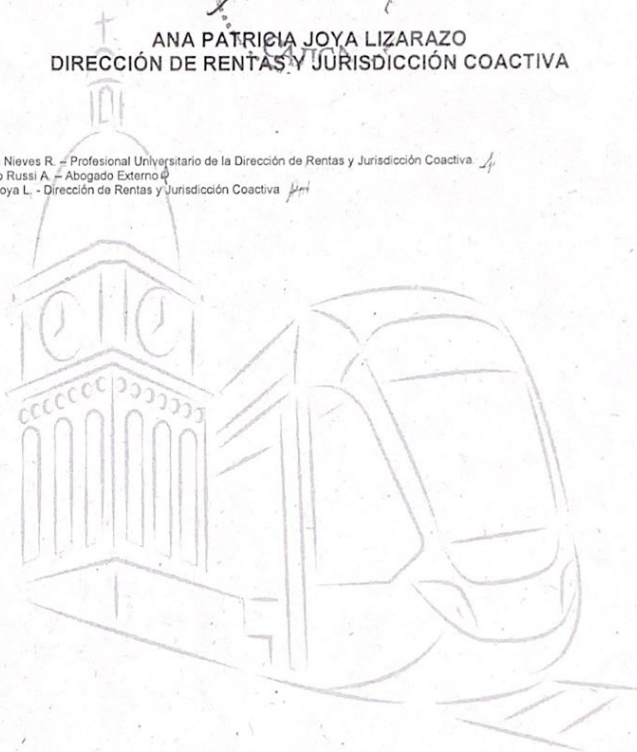 ANA PATRICIA JOYA LIZARAZO
DIRECCIÓN DE RENTAS Y JURISDICCIÓN COACTIVA
Nieves R. – Profesional Universitario de la Dirección de Rentas y Jurisdicción Coactiva.
Russi A. – Abogado Externo
oya L. - Dirección de Rentas y Jurisdicción Coactiva